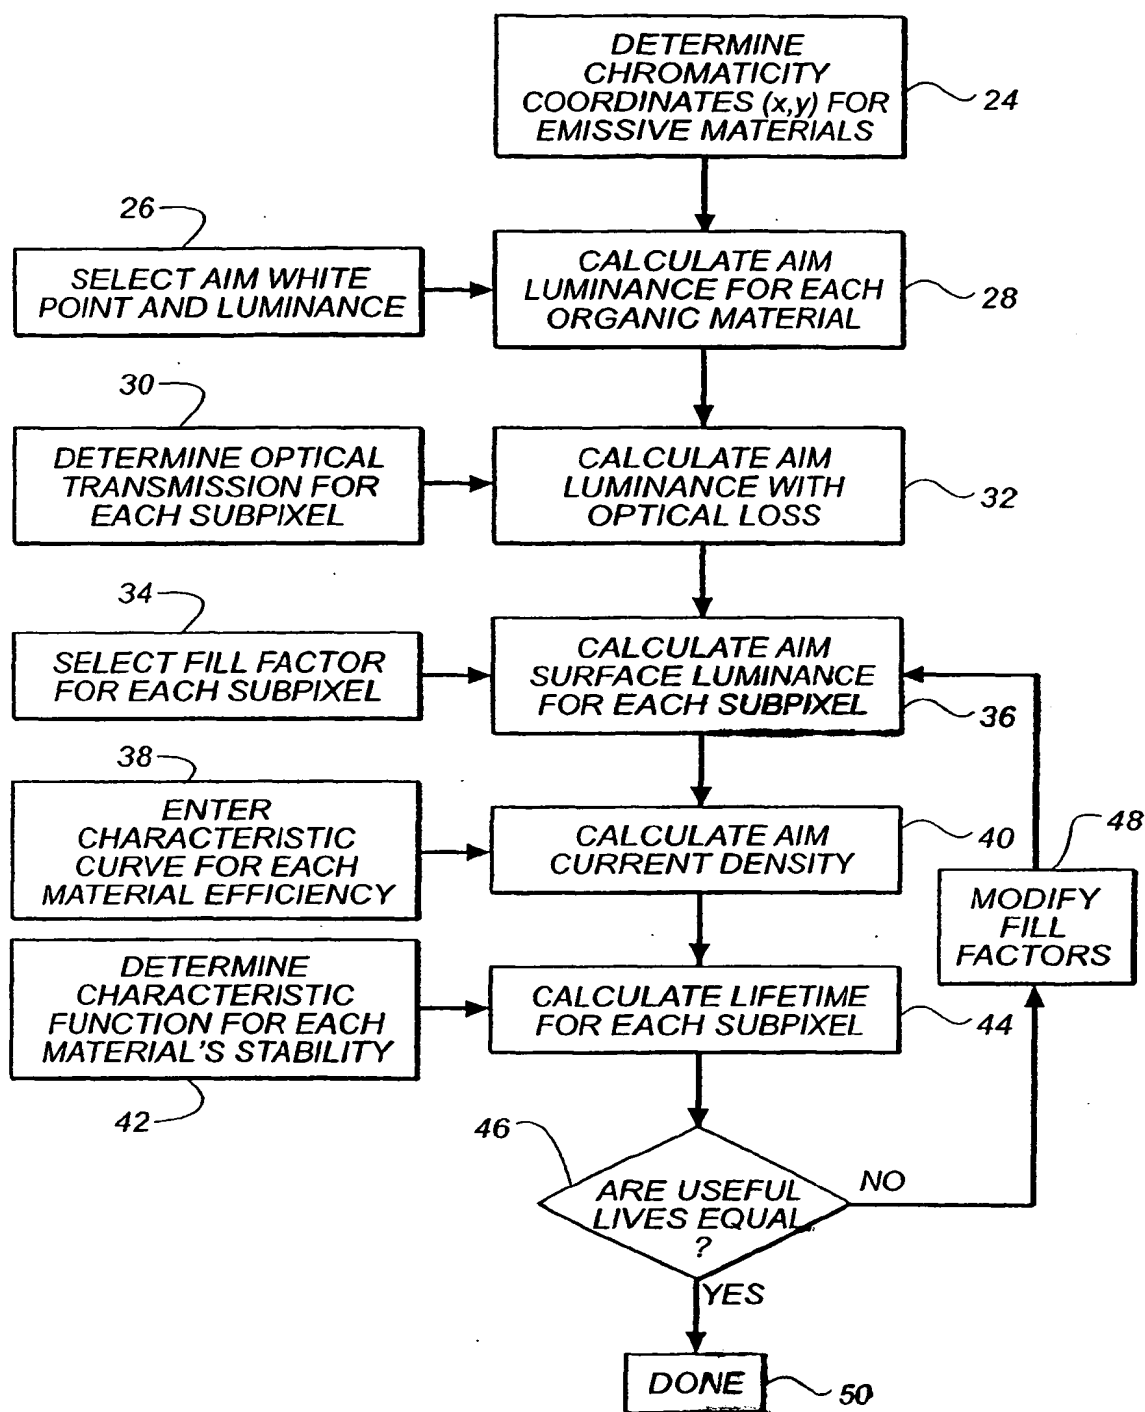 DETERMINE
CHROMATICITY
COORDINATES (x,y) FOR
EMISSIVE MATERIALS
24
26
SELECT AIM WHITE
POINT AND LUMINANCE
CALCULATE AIM
LUMINANCE FOR EACH
ORGANIC MATERIAL
28
30
DETERMINE OPTICAL
TRANSMISSION FOR
EACH SUBPIXEL
CALCULATE AIM
LUMINANCE WITH
OPTICAL LOSS
32
34
SELECT FILL FACTOR
FOR EACH SUBPIXEL
CALCULATE AIM
SURFACE LUMINANCE
FOR EACH SUBPIXEL
36
38
ENTER
CHARACTERISTIC
CURVE FOR EACH
MATERIAL EFFICIENCY
CALCULATE AIM
CURRENT DENSITY
40
48
MODIFY
FILL
FACTORS
DETERMINE
CHARACTERISTIC
FUNCTION FOR EACH
MATERIAL'S STABILITY
42
CALCULATE LIFETIME
FOR EACH SUBPIXEL
44
46
ARE USEFUL
LIVES EQUAL
?
NO
YES
DONE
50